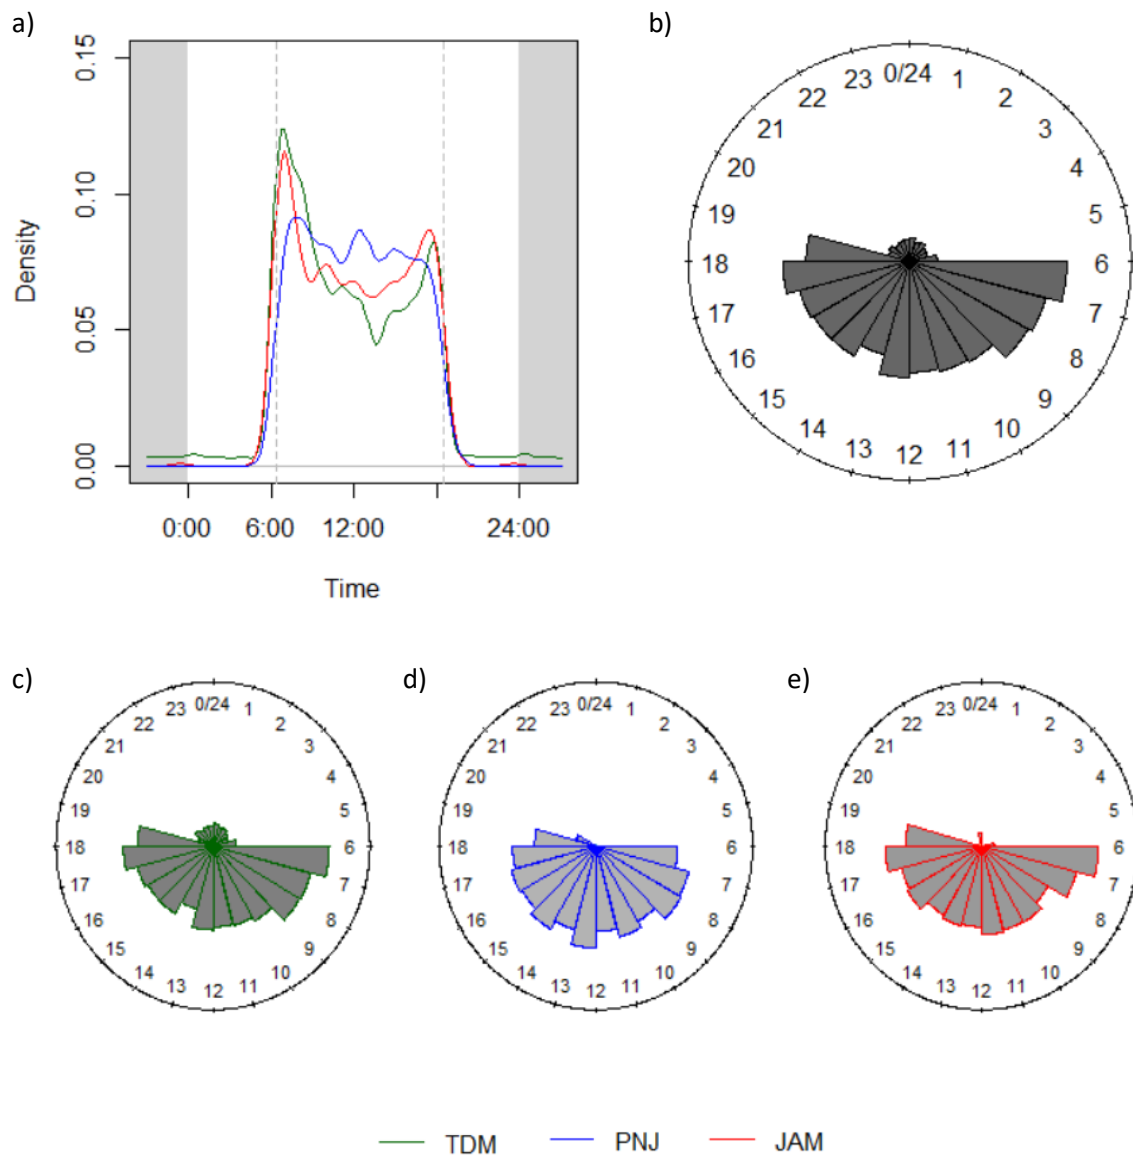 a)
0.15
0.10
0.05
0.00
Density
0:00 6:00 12:00 24:00
Time
b)
0/24 1 2 3 4 5 6 7 8 9 10 11 12 13 14 15 16 17 18 19 20 21 22 23
c)
0/24 1 2 3 4 5 6 7 8 9 10 11 12 13 14 15 16 17 18 19 20 21 22 23
d)
0/24 1 2 3 4 5 6 7 8 9 10 11 12 13 14 15 16 17 18 19 20 21 22 23
e)
0/24 1 2 3 4 5 6 7 8 9 10 11 12 13 14 15 16 17 18 19 20 21 22 23
TDM PNJ JAM